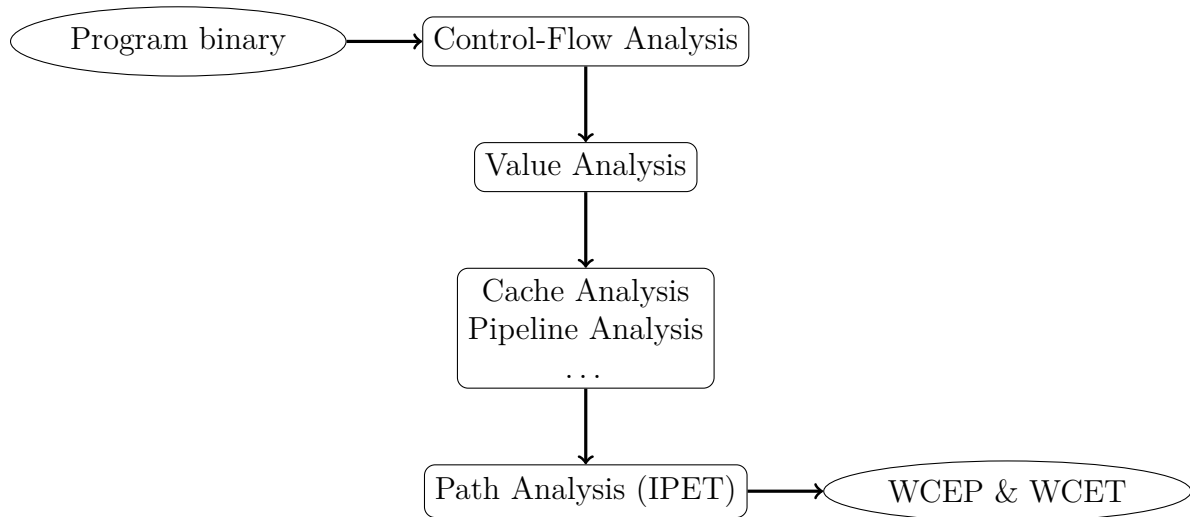 Program binary
Control-Flow Analysis
Value Analysis
Cache Analysis
Pipeline Analysis
...
Path Analysis (IPET)
WCEP & WCET